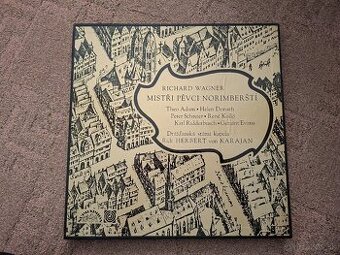 RICHARD WAGNER
MISTŘI PĚVCI NORIMBERŠTÍ
Theo Adam • Helen Donath
Peter Schreier • René Kollo
Karl Ridderbusch • Geraint Evans
Drážďanská státní kapela
Řídí HERBERT von KARAJAN